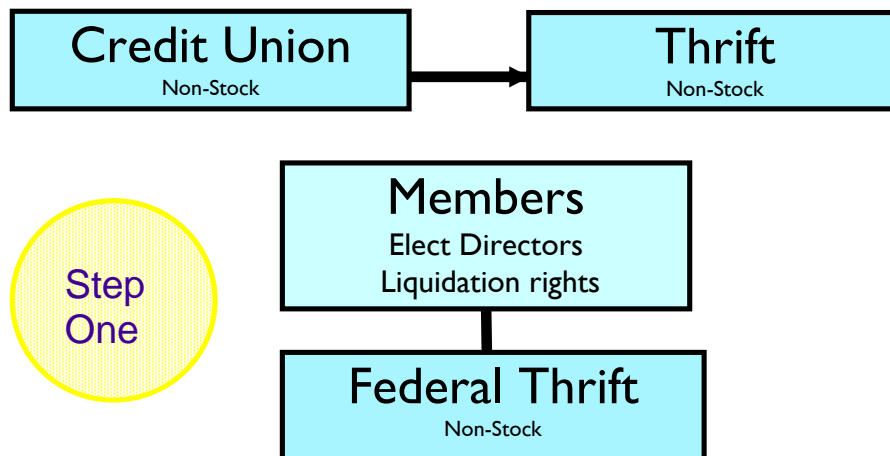 Credit Union
Non-Stock
Thrift
Non-Stock
Members
Elect Directors
Liquidation rights
Step
One
Federal Thrift
Non-Stock